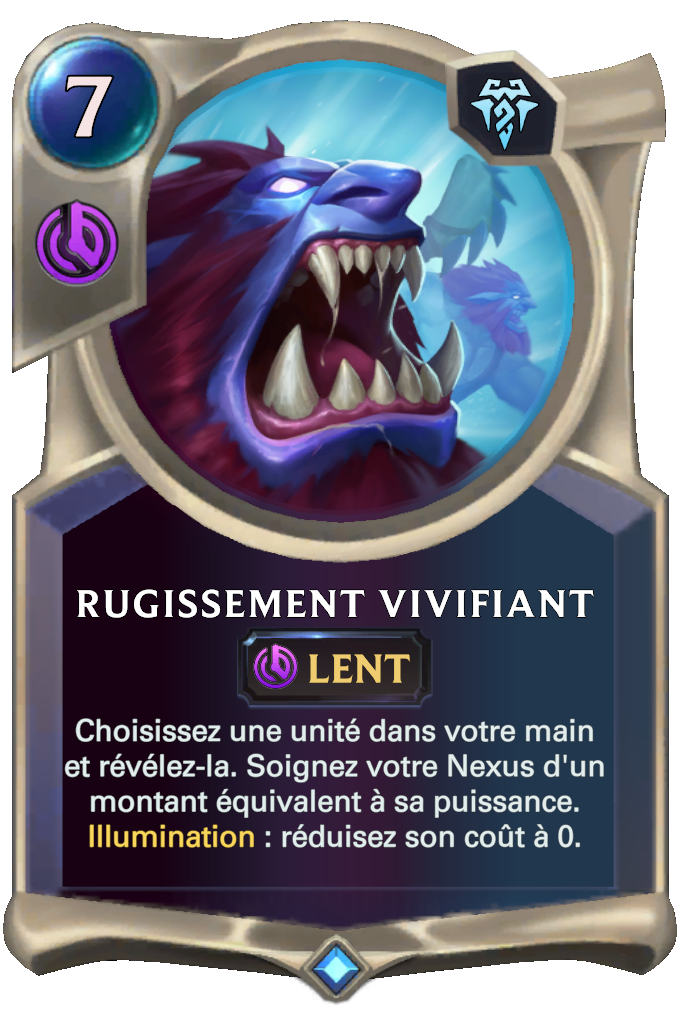 7
RUGISSEMENT VIVIFIANT
LENT
Choisissez une unité dans votre main
et révélez-la. Soignez votre Nexus d'un
montant équivalent à sa puissance.
Illumination : réduisez son coût à 0.